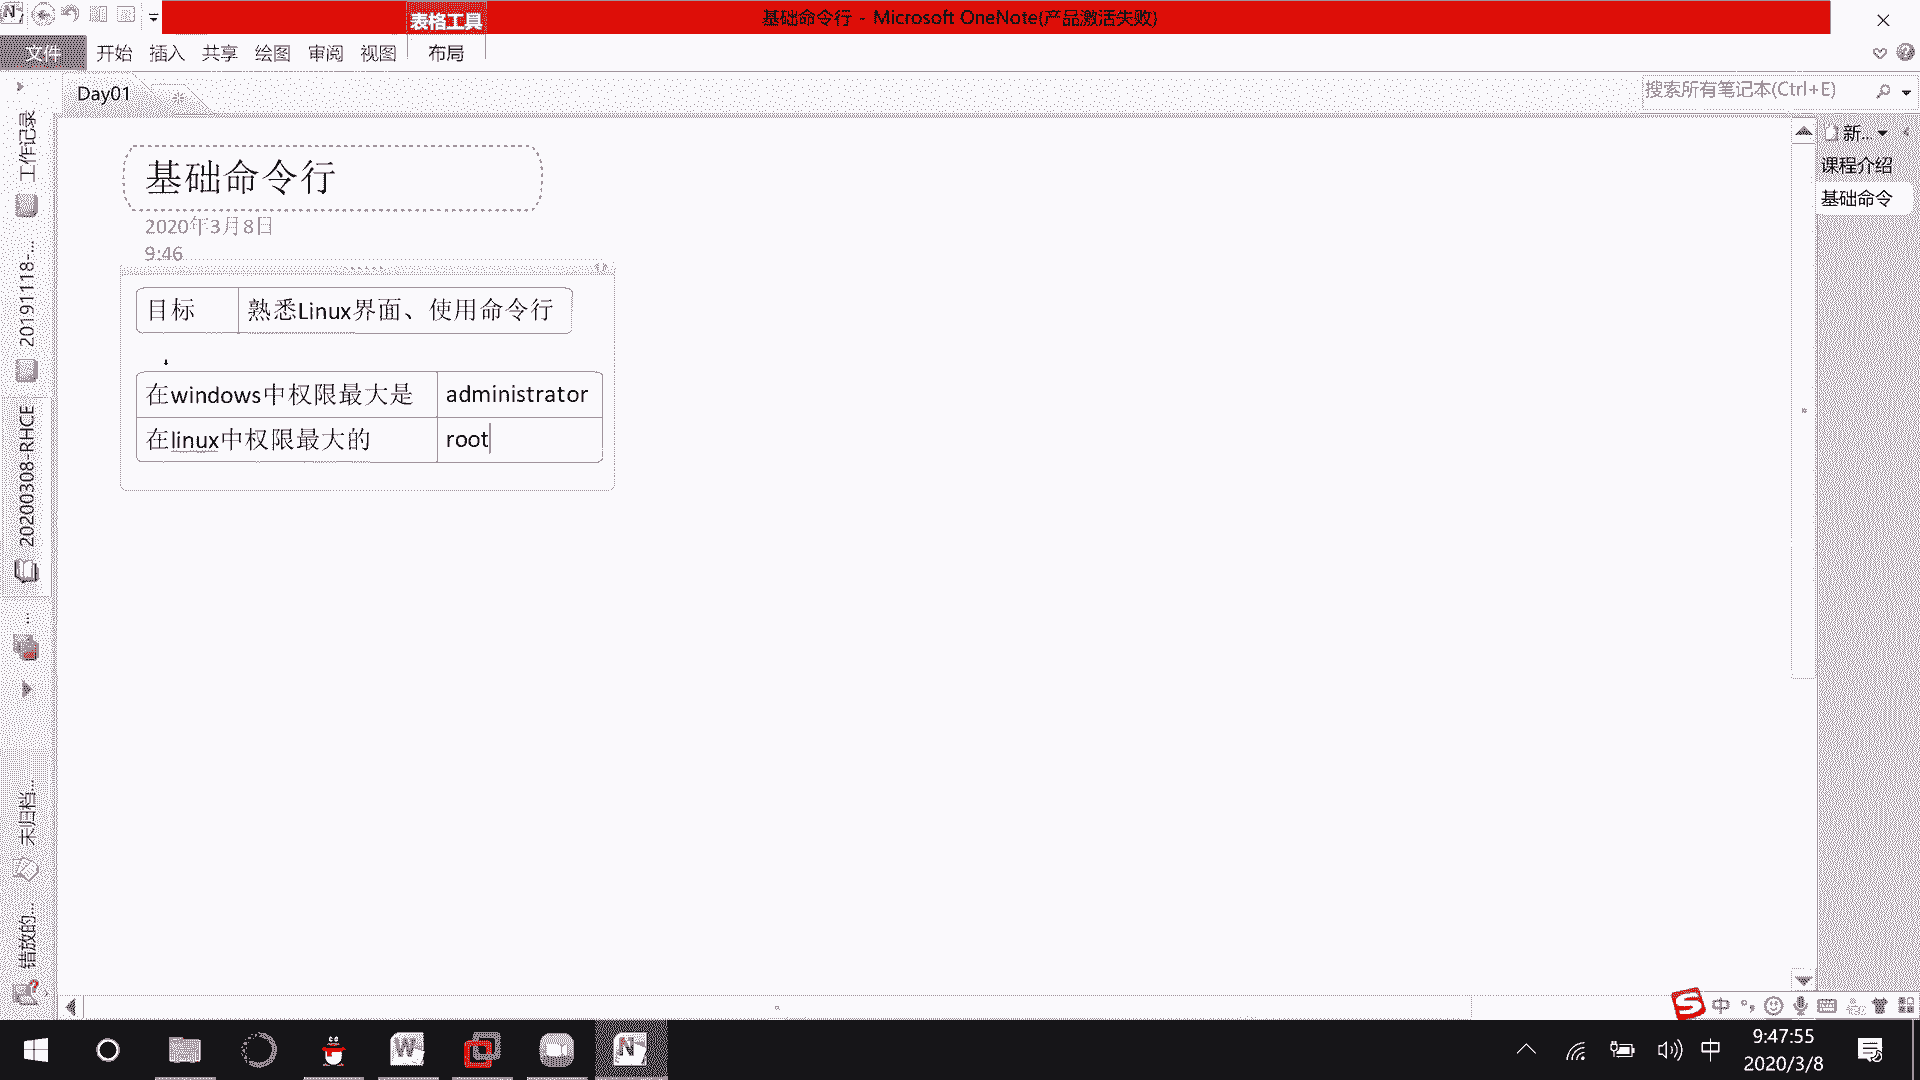 表格工具
基础命令行 - Microsoft OneNote(产品激活失败)
文件 开始 插入 共享 绘图 审阅 视图 布局
Day01
搜索所有笔记本(Ctrl+E)
新...
课程介绍
基础命令
工作记录
20191118-...
20200308-RHCE
...
未归档...
错放的...
基础命令行
2020年3月8日
9:46
目标 熟悉Linux界面、使用命令行
在windows中权限最大是 administrator
在linux中权限最大的 root
中
中
9:47:55
2020/3/8